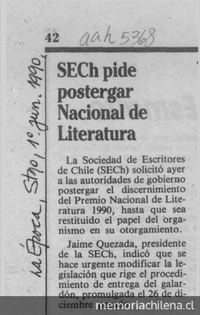 42
aah5368
La Época, Stgo, 1º jun. 1990,
SECh pide
postergar
Nacional de
Literatura
La Sociedad de Escritores
de Chile (SECh) solicitó ayer
a las autoridades de gobierno
postergar el discernimiento
del Premio Nacional de Lite-
ratura 1990, hasta que sea
restituido el papel del orga-
nismo en su otorgamiento.
Jaime Quezada, presidente
de la SECh, indicó que se
hace urgente modificar la le-
gislación que rige el procedi-
miento de entrega del galar-
dón, promulgada el 26 de di-
ciembre
memoriachilena.cl